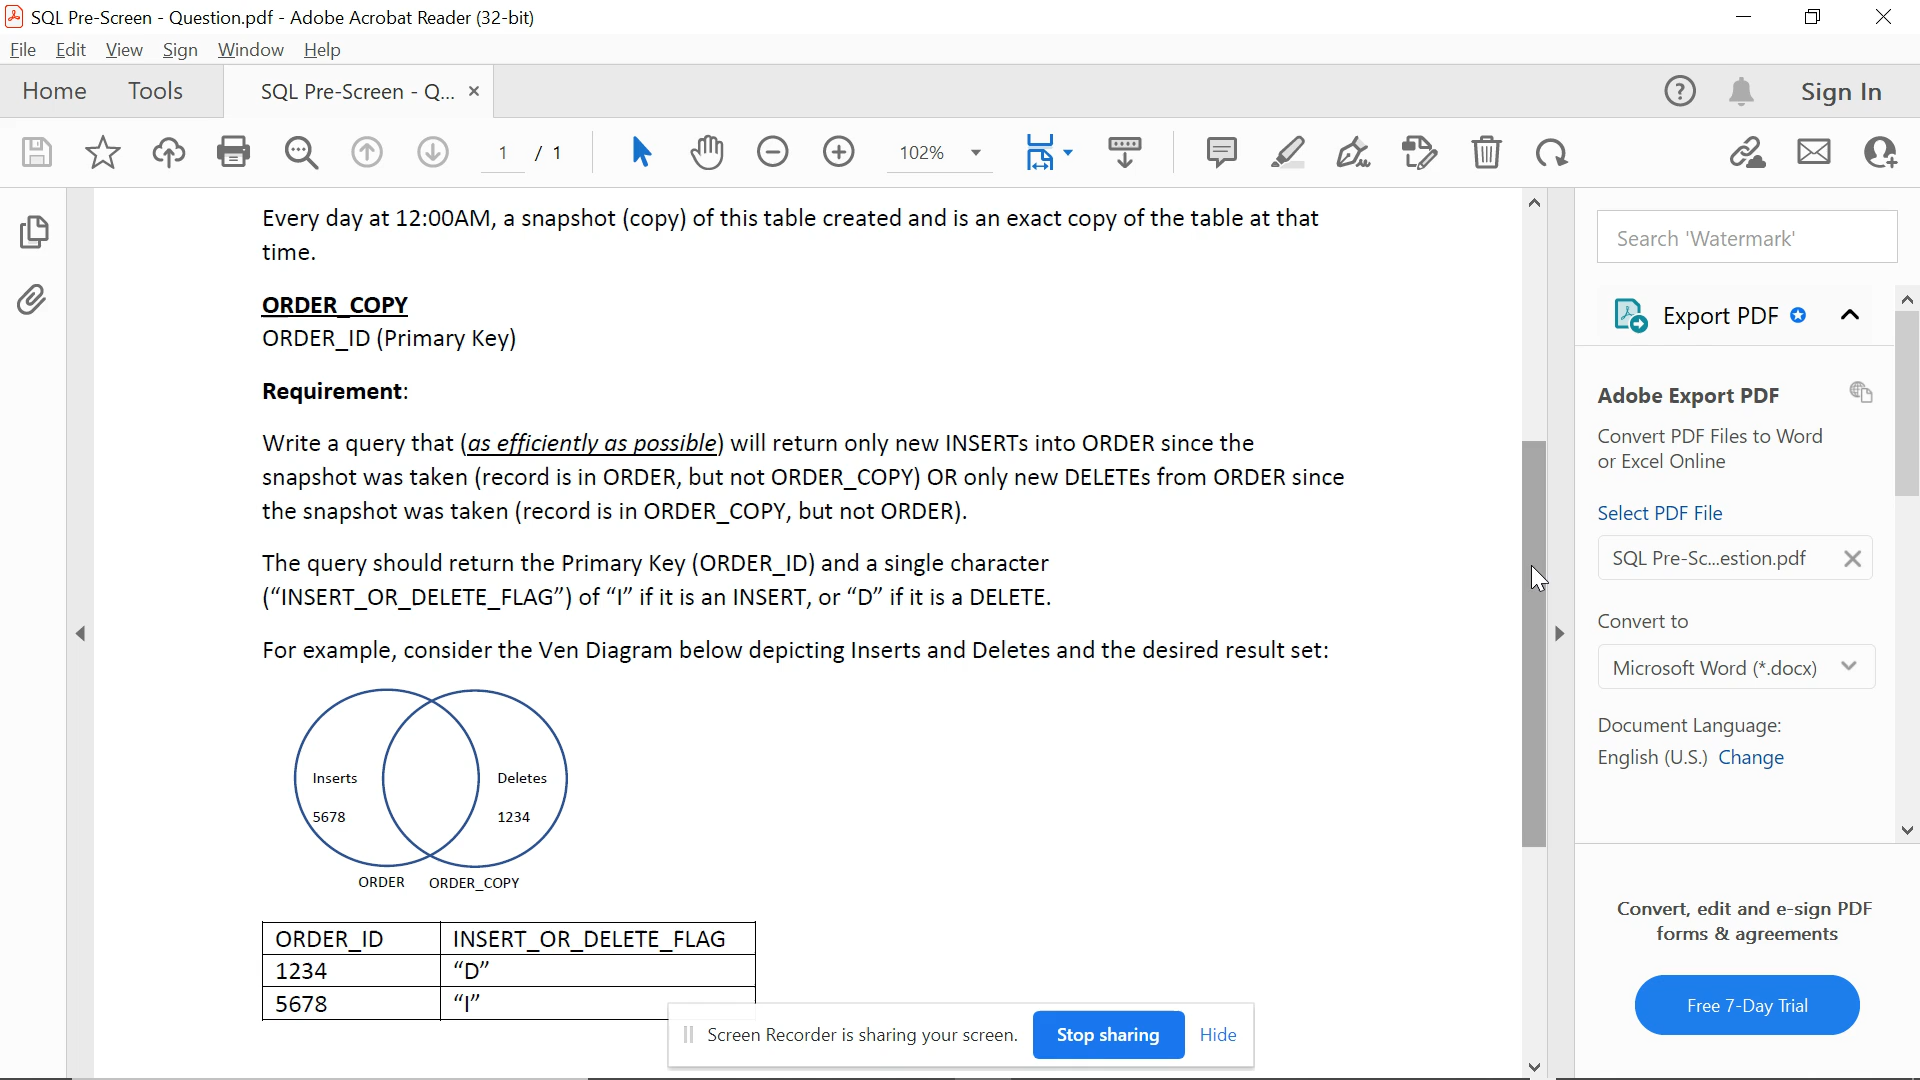 SQL Pre-Screen - Question.pdf - Adobe Acrobat Reader (32-bit)
File Edit View Sign Window Help
Home Tools SQL Pre-Screen - Q... × Sign In
1 / 1 102%
Every day at 12:00AM, a snapshot (copy) of this table created and is an exact copy of the table at that
time.
ORDER_COPY
ORDER_ID (Primary Key)
Requirement:
Write a query that (as efficiently as possible) will return only new INSERTs into ORDER since the
snapshot was taken (record is in ORDER, but not ORDER_COPY) OR only new DELETEs from ORDER since
the snapshot was taken (record is in ORDER_COPY, but not ORDER).
The query should return the Primary Key (ORDER_ID) and a single character
(“INSERT_OR_DELETE_FLAG”) of “I” if it is an INSERT, or “D” if it is a DELETE.
For example, consider the Ven Diagram below depicting Inserts and Deletes and the desired result set:
Inserts Deletes
5678 1234
ORDER ORDER_COPY
ORDER_ID INSERT_OR_DELETE_FLAG
1234 “D”
5678 “I”
Screen Recorder is sharing your screen. Stop sharing Hide
Search 'Watermark'
Export PDF
Adobe Export PDF
Convert PDF Files to Word
or Excel Online
Select PDF File
SQL Pre-Sc...estion.pdf
Convert to
Microsoft Word (*.docx)
Document Language:
English (U.S.) Change
Convert, edit and e-sign PDF
forms & agreements
Free 7-Day Trial